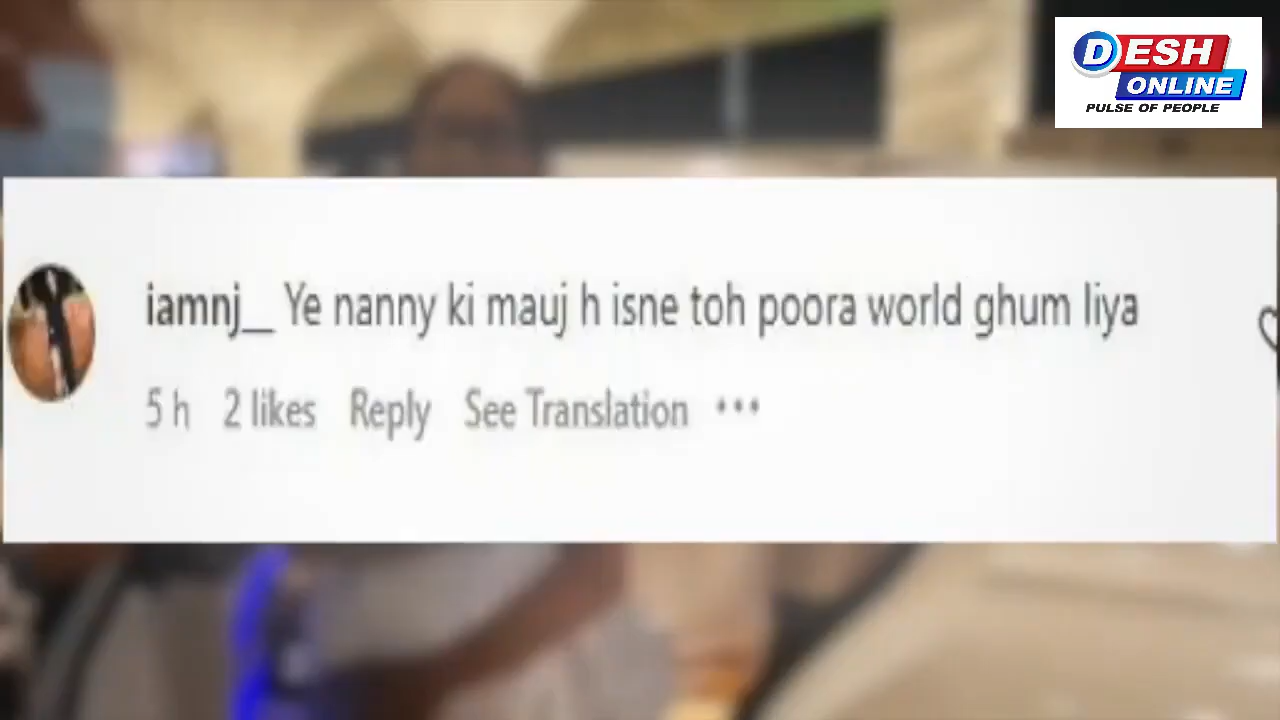 DESH
ONLINE
PULSE OF PEOPLE
iamnj__ Ye nanny ki mauj h isne toh poora world ghum liya
5 h 2 likes Reply See Translation •••